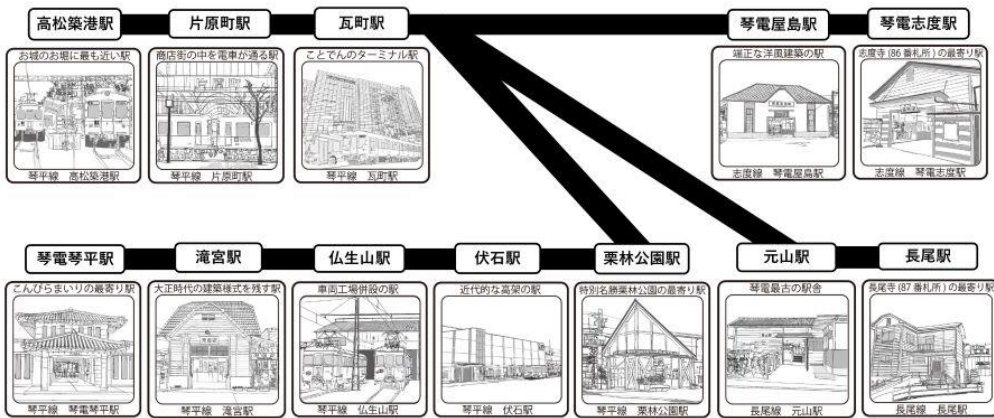 高松築港駅
片原町駅
瓦町駅
琴電屋島駅
琴電志度駅
お城のお堀に最も近い駅
商店街の中を電車が通る駅
ことでんのターミナル駅
端正な洋風建築の駅
志度寺(86番札所)の最寄り駅
琴平線 高松築港駅
琴平線 片原町駅
琴平線 瓦町駅
志度線 琴電屋島駅
志度線 琴電志度駅
琴電琴平駅
滝宮駅
仏生山駅
伏石駅
栗林公園駅
元山駅
長尾駅
こんぴらまいりの最寄り駅
大正時代の建築様式を残す駅
車両工場併設の駅
近代的な高架の駅
特別名勝栗林公園の最寄り駅
琴電最古の駅舎
長尾寺(87番札所)の最寄り駅
琴平線 琴電琴平駅
琴平線 滝宮駅
琴平線 仏生山駅
琴平線 伏石駅
琴平線 栗林公園駅
長尾線 元山駅
長尾線 長尾駅